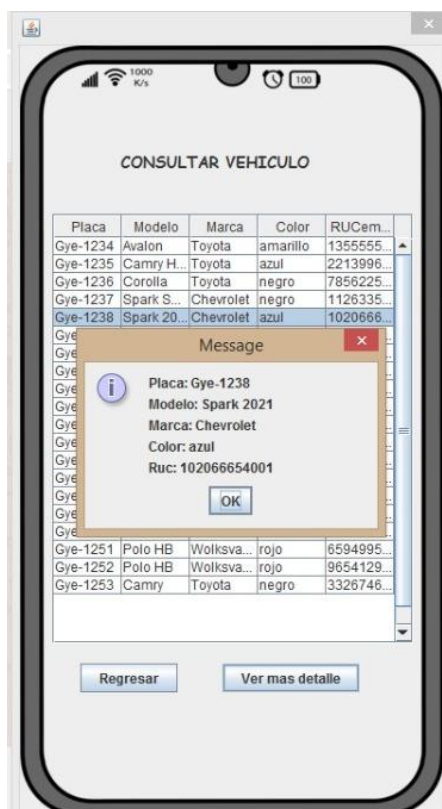 1000
K/s
100
CONSULTAR VEHICULO
Placa Modelo Marca Color RUCem...
Gye-1234 Avalon Toyota amarillo 1355555...
Gye-1235 Camry H... Toyota azul 2213996...
Gye-1236 Corolla Toyota negro 7856225...
Gye-1237 Spark S... Chevrolet negro 1126335...
Gye-1238 Spark 20... Chevrolet azul 1020666...
Message
Placa: Gye-1238
Modelo: Spark 2021
Marca: Chevrolet
Color: azul
Ruc: 102066654001
OK
Gye-1251 Polo HB Wolksva... rojo 6594995...
Gye-1252 Polo HB Wolksva... rojo 9654129...
Gye-1253 Camry Toyota negro 3326746...
Regresar Ver mas detalle